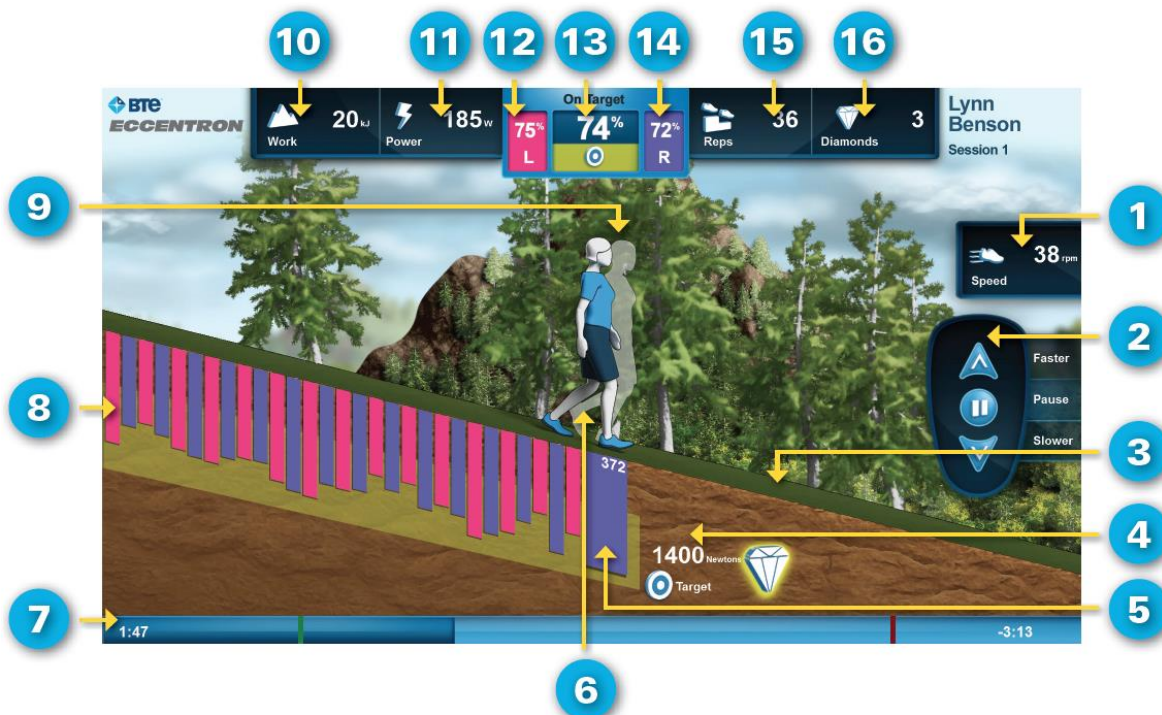 10
11
12
13
14
15
16
BTE
ECCENTRON
20 kJ
Work
185 w
Power
On Target
75%
L
74%
72%
R
36
Reps
3
Diamonds
Lynn
Benson
Session 1
9
1
38 rpm
Speed
2
Faster
Pause
Slower
8
3
372
4
1400 Newtons
Target
5
7
1:47
-3:13
6